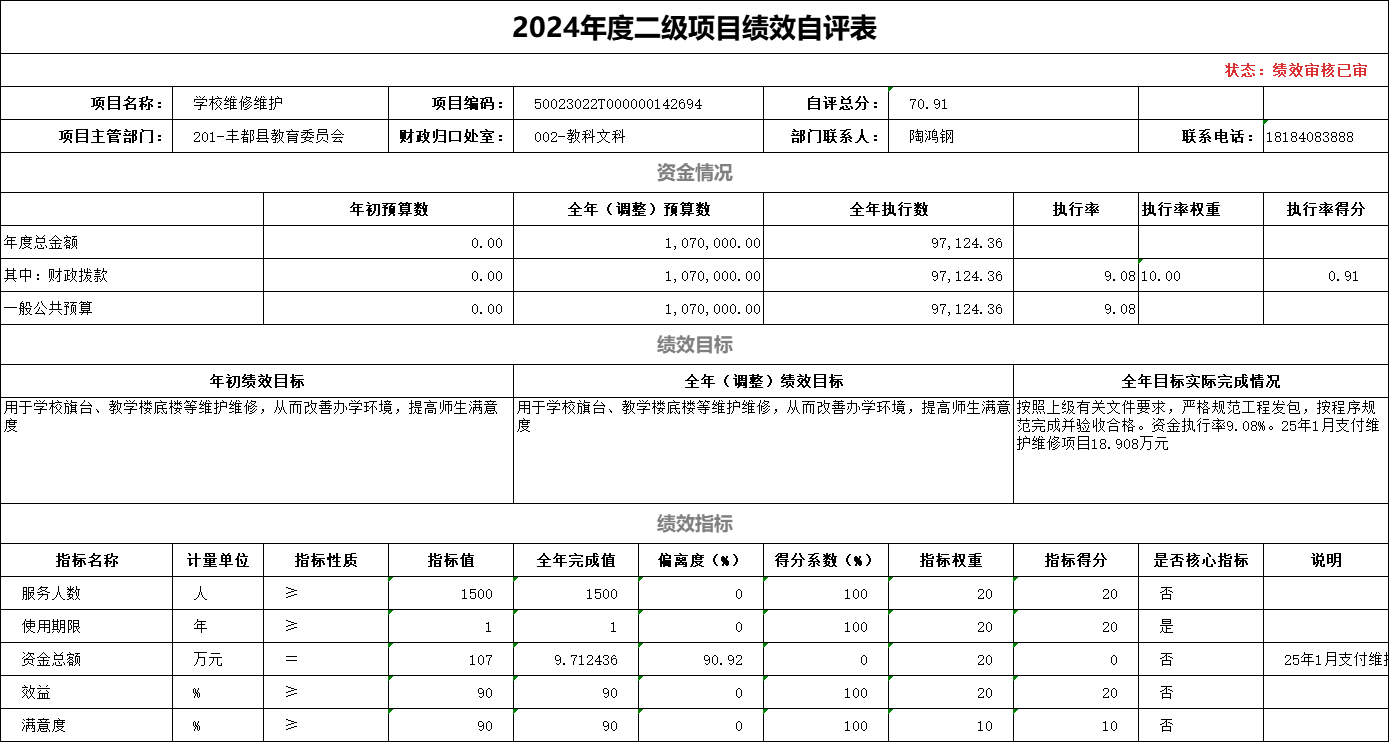 2024年度二级项目绩效自评表
状态：绩效审核已审
项目名称： 学校维修维护 项目编码： 50023022T000000142694 自评总分： 70.91
项目主管部门： 201-丰都县教育委员会 财政归口处室： 002-教科文科 部门联系人： 陶鸿钢 联系电话： 18184083888
资金情况
年初预算数 全年（调整）预算数 全年执行数 执行率 执行率权重 执行率得分
年度总金额 0.00 1,070,000.00 97,124.36
其中：财政拨款 0.00 1,070,000.00 97,124.36 9.08 10.00 0.91
一般公共预算 0.00 1,070,000.00 97,124.36 9.08
绩效目标
年初绩效目标 全年（调整）绩效目标 全年目标实际完成情况
用于学校旗台、教学楼底楼等维护维修，从而改善办学环境，提高师生满意
度
用于学校旗台、教学楼底楼等维护维修，从而改善办学环境，提高师生满意
度
按照上级有关文件要求，严格规范工程发包，按程序规
范完成并验收合格。资金执行率9.08%。25年1月支付维
护维修项目18.908万元
绩效指标
指标名称 计量单位 指标性质 指标值 全年完成值 偏离度（%） 得分系数（%） 指标权重 指标得分 是否核心指标 说明
服务人数 人 ≥ 1500 1500 0 100 20 20 否
使用期限 年 ≥ 1 1 0 100 20 20 是
资金总额 万元 ＝ 107 9.712436 90.92 0 20 0 否 25年1月支付维
效益 % ≥ 90 90 0 100 20 20 否
满意度 % ≥ 90 90 0 100 10 10 否